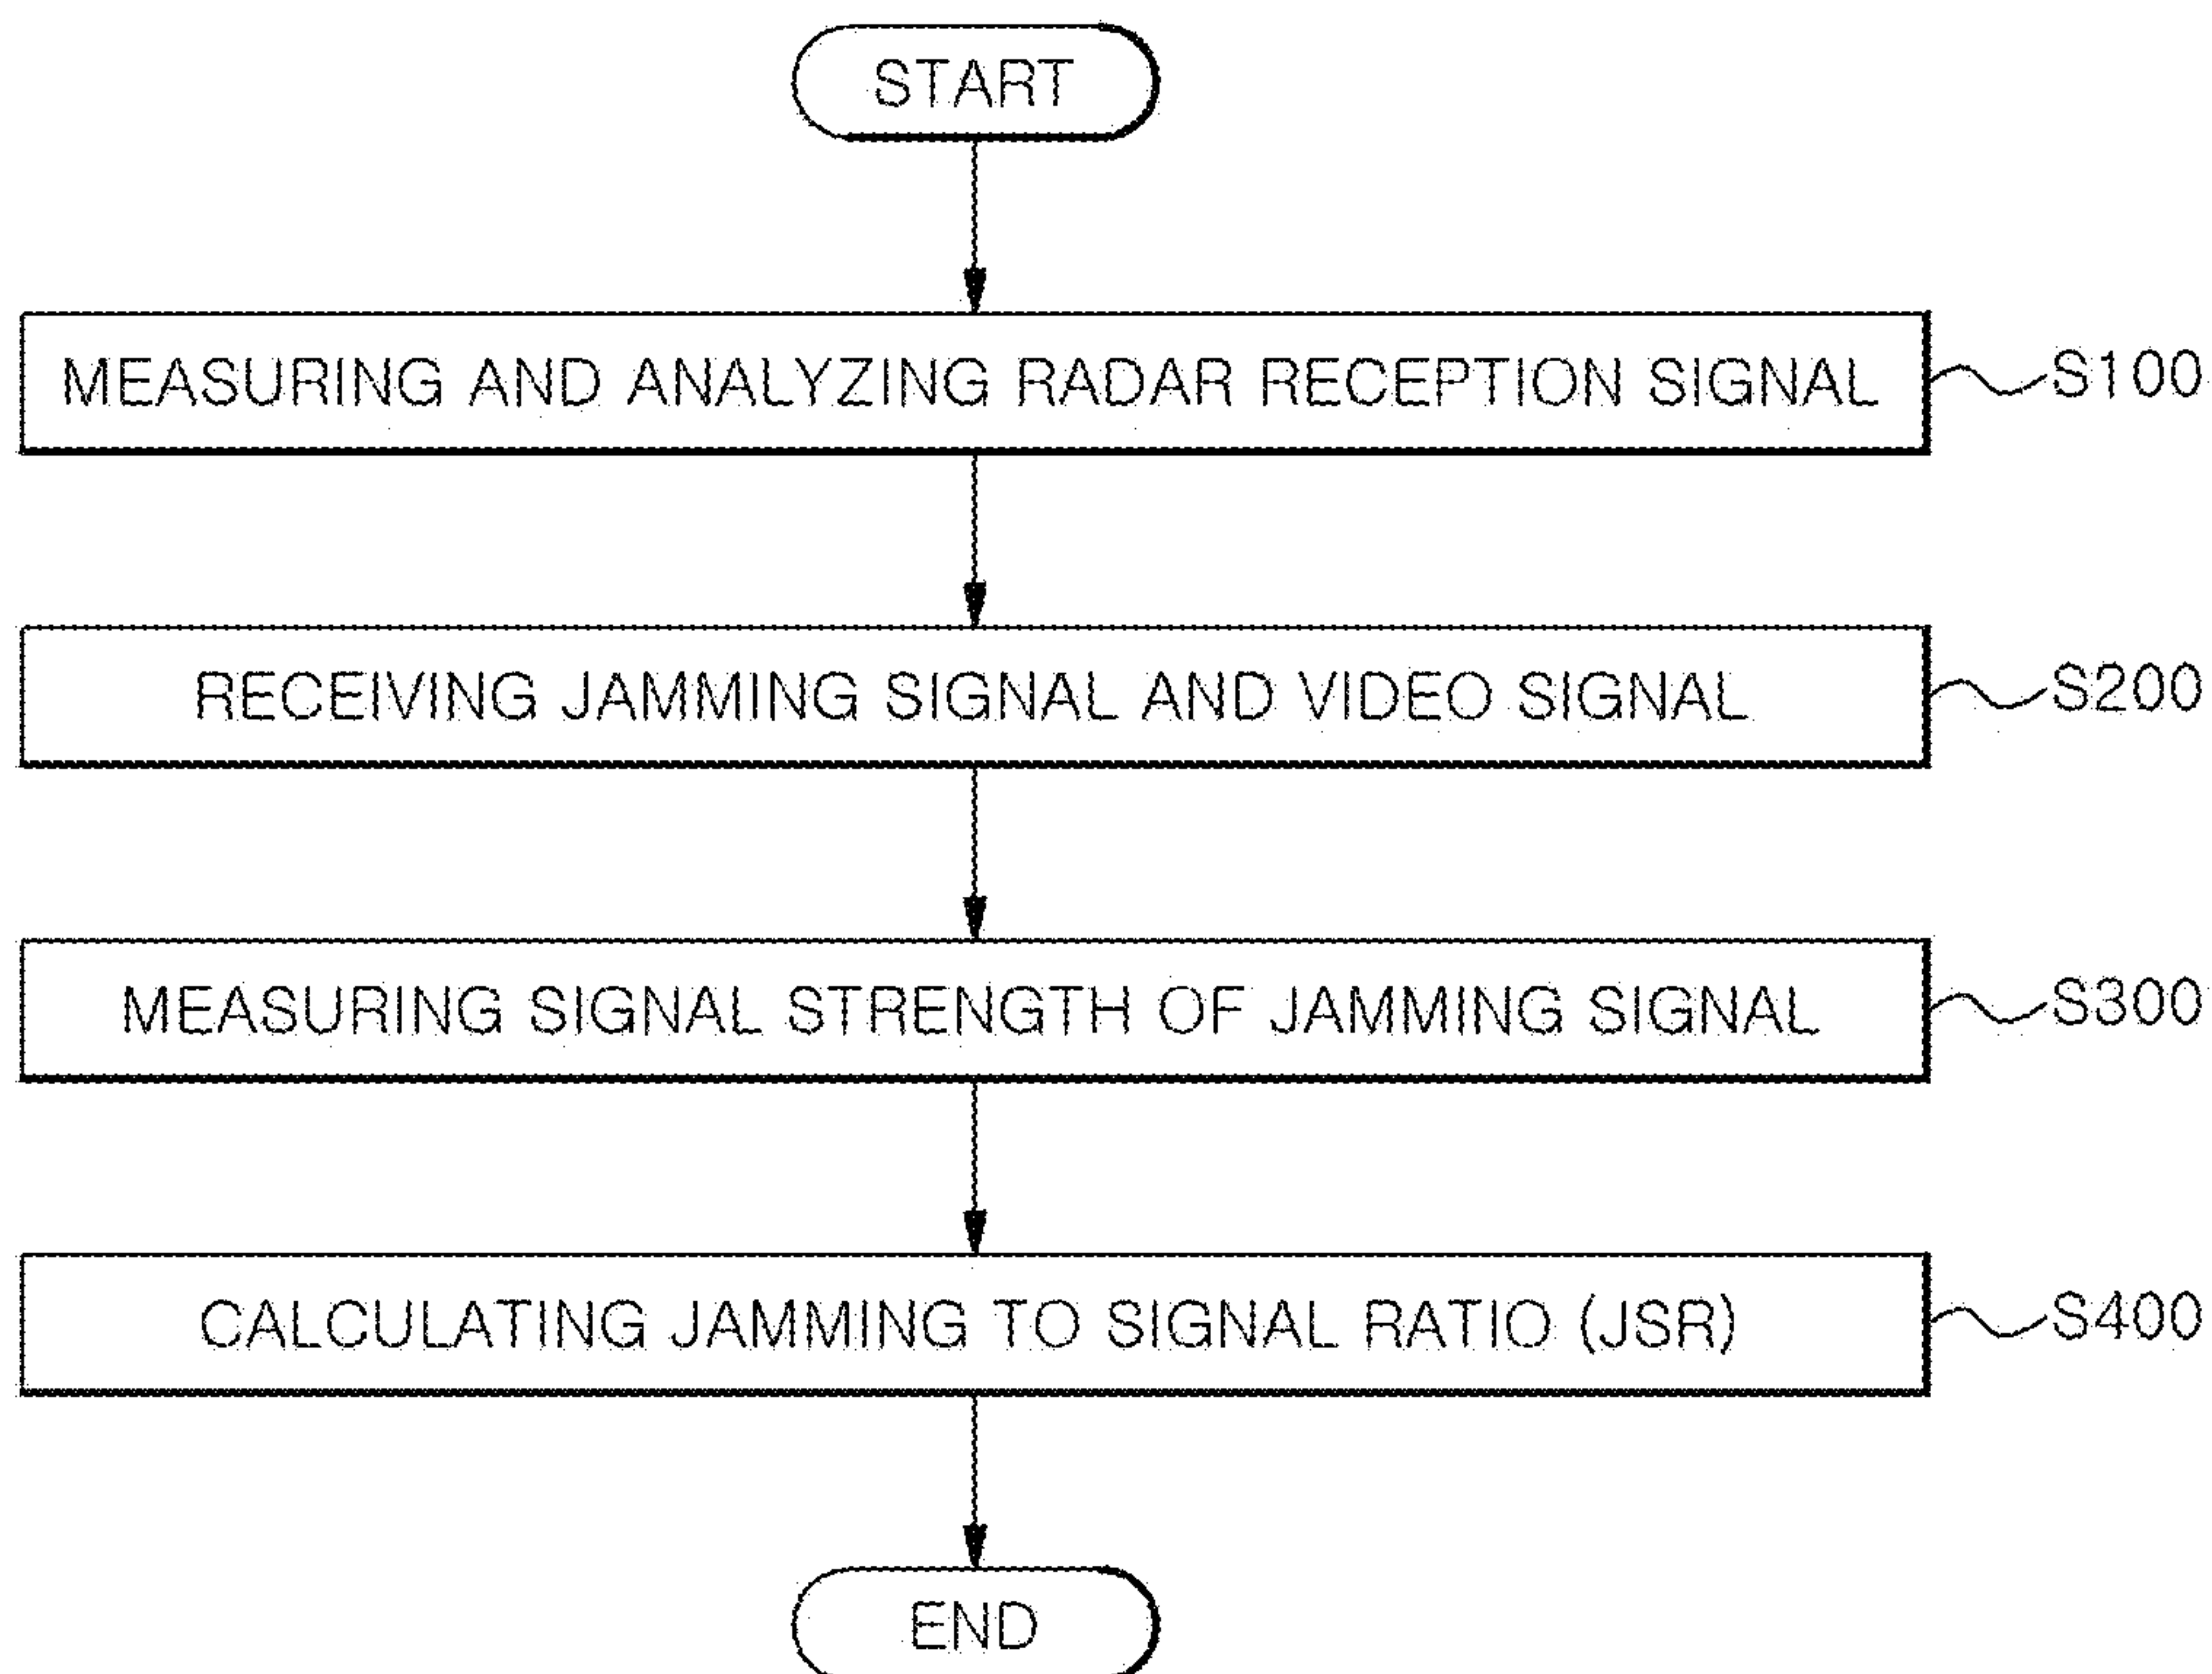 START
MEASURING AND ANALYZING RADAR RECEPTION SIGNAL
S100
RECEIVING JAMMING SIGNAL AND VIDEO SIGNAL
S200
MEASURING SIGNAL STRENGTH OF JAMMING SIGNAL
S300
CALCULATING JAMMING TO SIGNAL RATIO (JSR)
S400
END